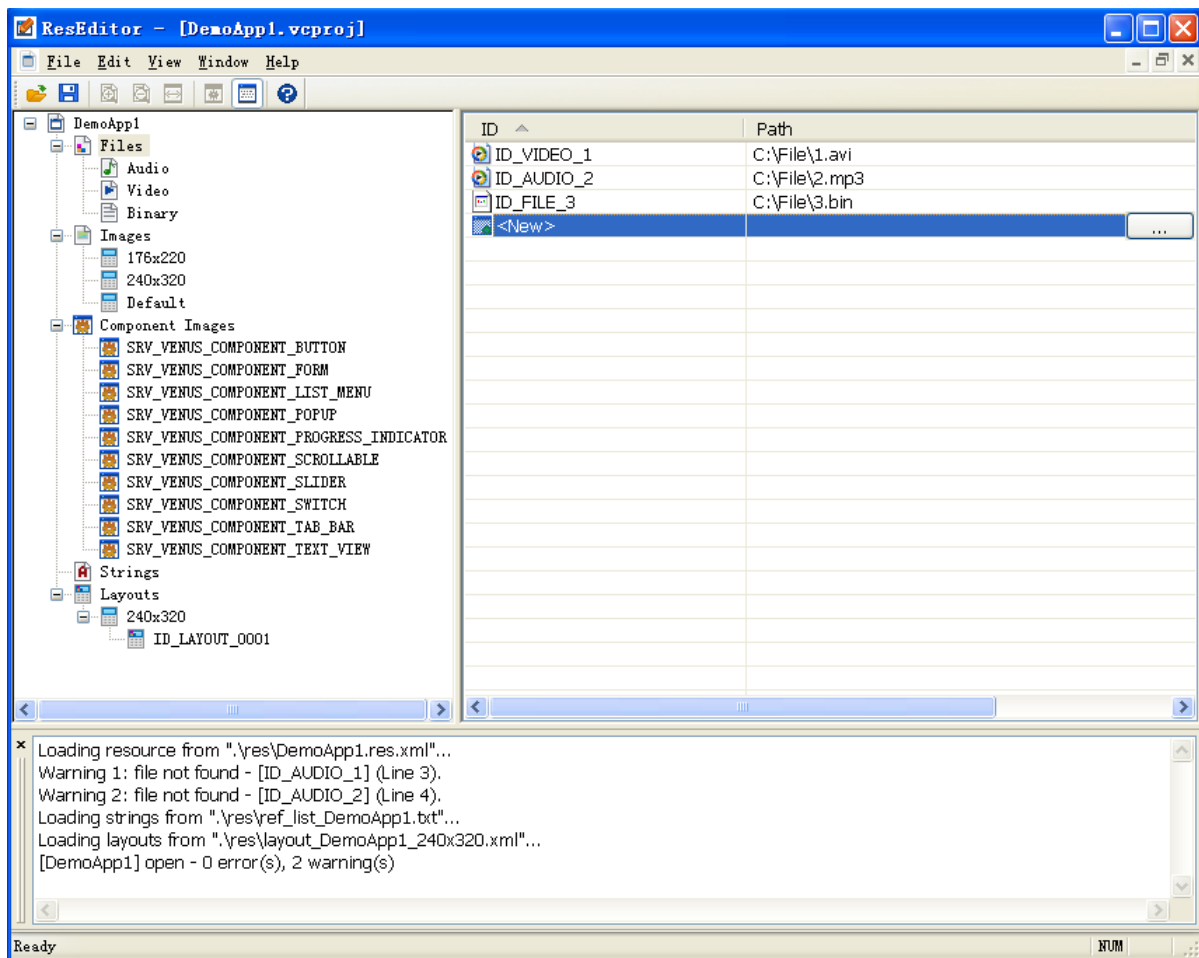 ResEditor - [DemoApp1.vcproj]
File Edit View Window Help
DemoApp1
Files
Audio
Video
Binary
Images
176x220
240x320
Default
Component Images
SRV_VENUS_COMPONENT_BUTTON
SRV_VENUS_COMPONENT_FORM
SRV_VENUS_COMPONENT_LIST_MENU
SRV_VENUS_COMPONENT_POPUP
SRV_VENUS_COMPONENT_PROGRESS_INDICATOR
SRV_VENUS_COMPONENT_SCROLLABLE
SRV_VENUS_COMPONENT_SLIDER
SRV_VENUS_COMPONENT_SWITCH
SRV_VENUS_COMPONENT_TAB_BAR
SRV_VENUS_COMPONENT_TEXT_VIEW
Strings
Layouts
240x320
ID_LAYOUT_0001
ID Path
ID_VIDEO_1 C:\File\1.avi
ID_AUDIO_2 C:\File\2.mp3
ID_FILE_3 C:\File\3.bin
<New> ...
Loading resource from ".\res\DemoApp1.res.xml"...
Warning 1: file not found - [ID_AUDIO_1] (Line 3).
Warning 2: file not found - [ID_AUDIO_2] (Line 4).
Loading strings from ".\res\ref_list_DemoApp1.txt"...
Loading layouts from ".\res\layout_DemoApp1_240x320.xml"...
[DemoApp1] open - 0 error(s), 2 warning(s)
Ready NUM